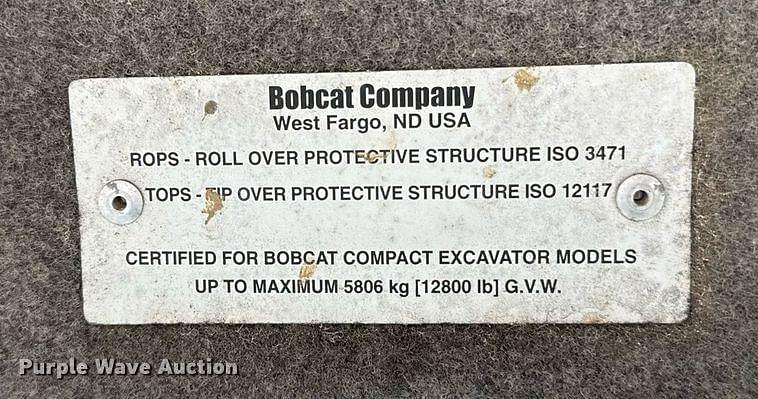 Bobcat Company
West Fargo, ND USA
ROPS - ROLL OVER PROTECTIVE STRUCTURE ISO 3471
TOPS - TIP OVER PROTECTIVE STRUCTURE ISO 12117
CERTIFIED FOR BOBCAT COMPACT EXCAVATOR MODELS
UP TO MAXIMUM 5806 kg [12800 lb] G.V.W.
Purple Wave Auction